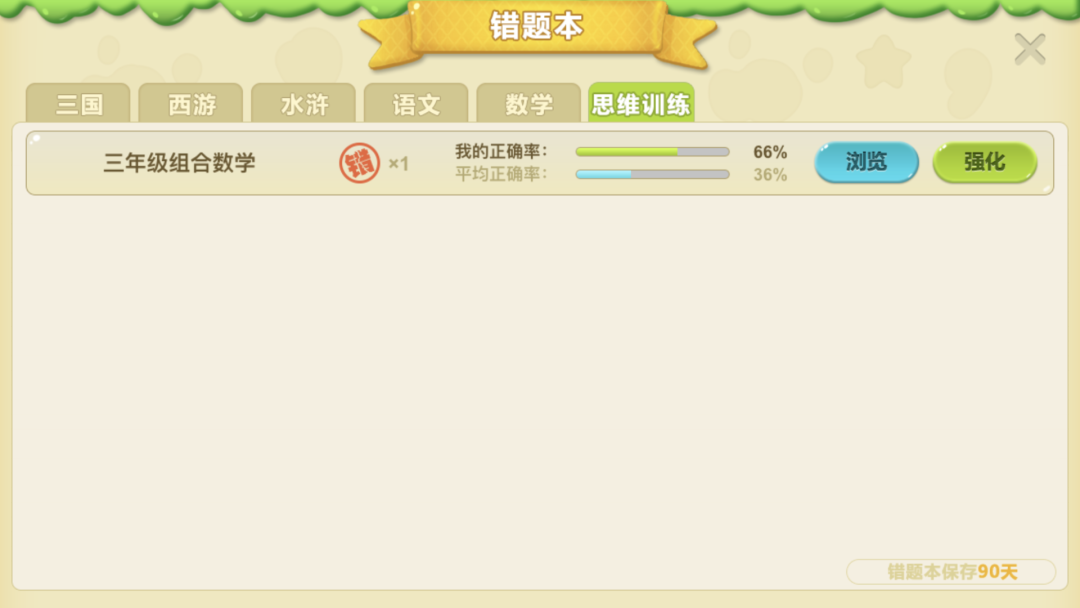 错题本
三国 西游 水浒 语文 数学 思维训练
三年级组合数学 错 ×1 我的正确率： 66% 浏览 强化
平均正确率： 36%
错题本保存90天